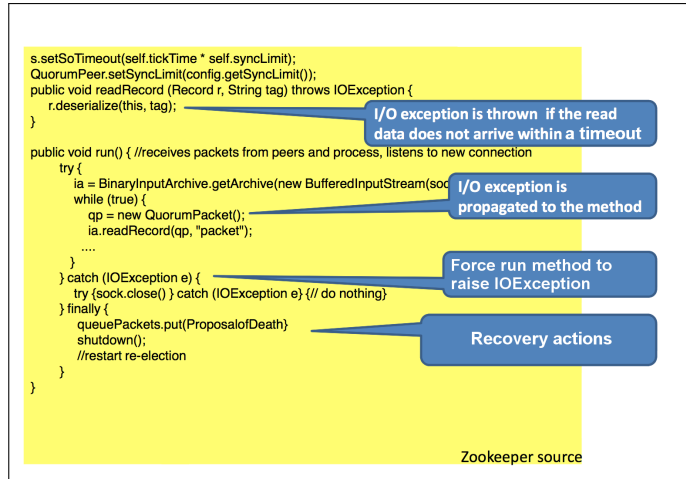 s.setSoTimeout(self.tickTime * self.syncLimit);
QuorumPeer.setSyncLimit(config.getSyncLimit());
public void readRecord (Record r, String tag) throws IOException {
r.deserialize(this, tag);
}
I/O exception is thrown if the read
data does not arrive within a timeout
public void run() { //receives packets from peers and process, listens to new connection
try {
ia = BinaryInputArchive.getArchive(new BufferedInputStream(soc
while (true) {
qp = new QuorumPacket();
ia.readRecord(qp, "packet");
....
}
I/O exception is
propagated to the method
} catch (IOException e) {
try {sock.close() } catch (IOException e) {// do nothing}
} finally {
Force run method to
raise IOException
queuePackets.put(ProposalofDeath}
shutdown();
//restart re-election
}
}
Recovery actions
Zookeeper source